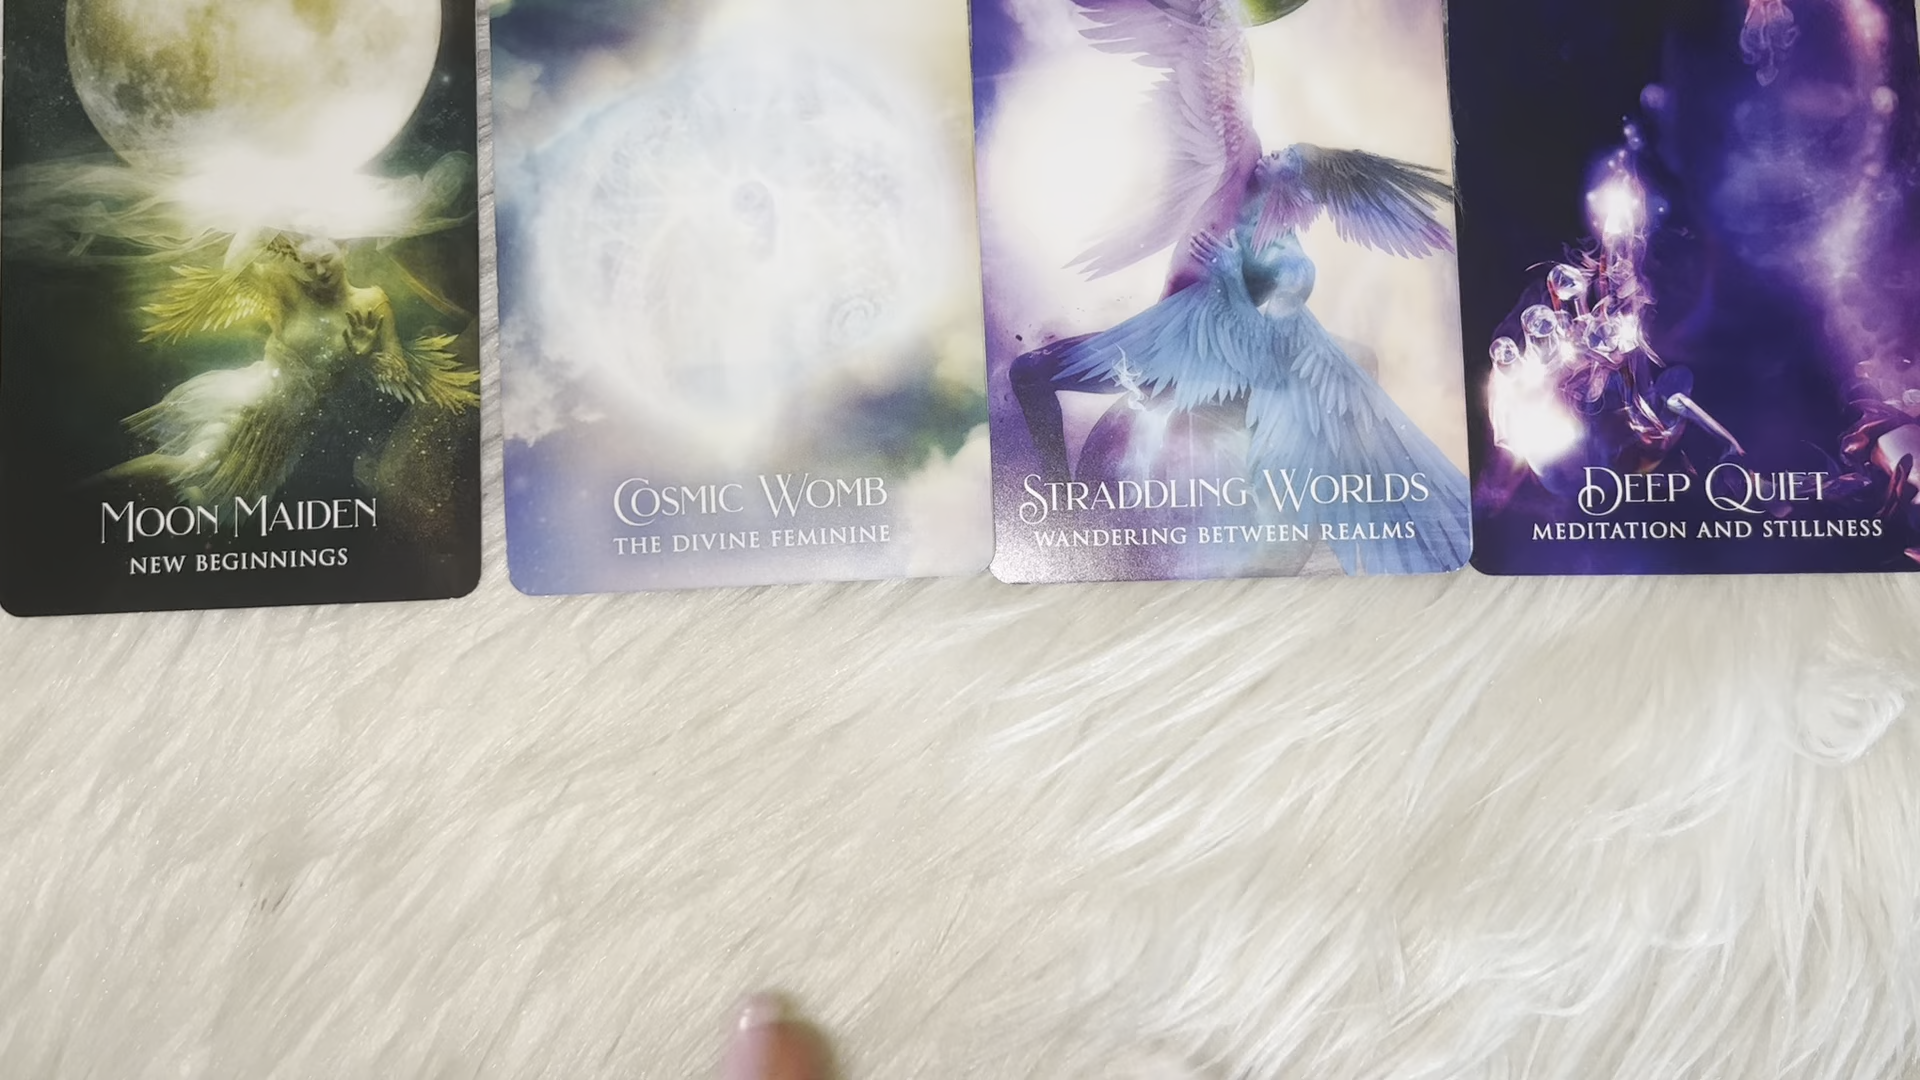 MOON MAIDEN
NEW BEGINNINGS
COSMIC WOMB
THE DIVINE FEMININE
STRADDLING WORLDS
WANDERING BETWEEN REALMS
DEEP QUIET
MEDITATION AND STILLNESS